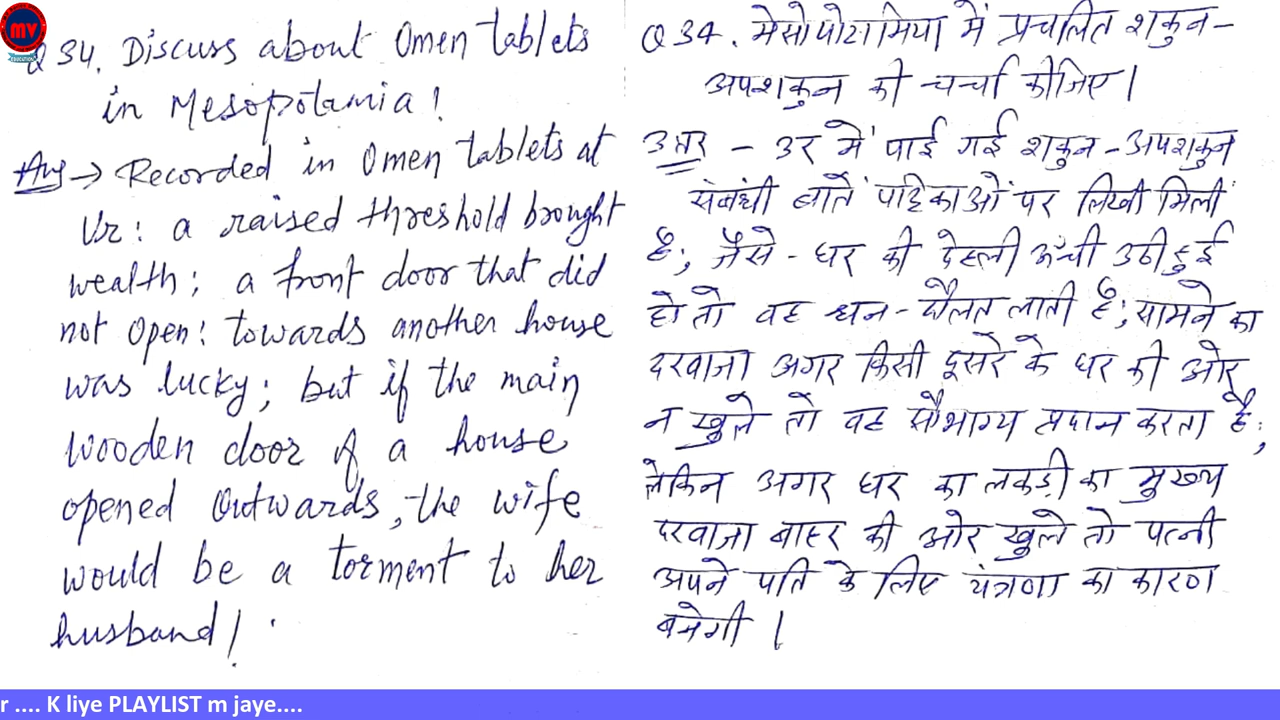 mv
EDUCATION
Q 34. Discuss about Omen tablets
in Mesopotamia!
Ans → Recorded in Omen tablets at
Ur: a raised threshold brought
wealth; a front door that did
not open: towards another house
was lucky; but if the main
wooden door of a house
opened outwards, the wife
would be a torment to her
husband!
Q 34. मेसोपोटामिया में प्रचलित शकुन-
अपशकुन की चर्चा कीजिए।
उत्तर - उर में पाई गई शकुन-अपशकुन
संबंधी बातें पट्टिकाओं पर लिखी मिली
है; जैसे- घर की देहली ऊँची उठी हुई
हो तो वह धन-दौलत लाती है; सामने का
दरवाजा अगर किसी दूसरे के घर की ओर
न खुले तो वह सौभाग्य प्रदान करता है;
लेकिन अगर घर का लकड़ी का मुख्य
दरवाजा बाहर की ओर खुले तो पत्नी
अपने पति के लिए यंत्रणा का कारण
बनेगी।
r .... K liye PLAYLIST m jaye....